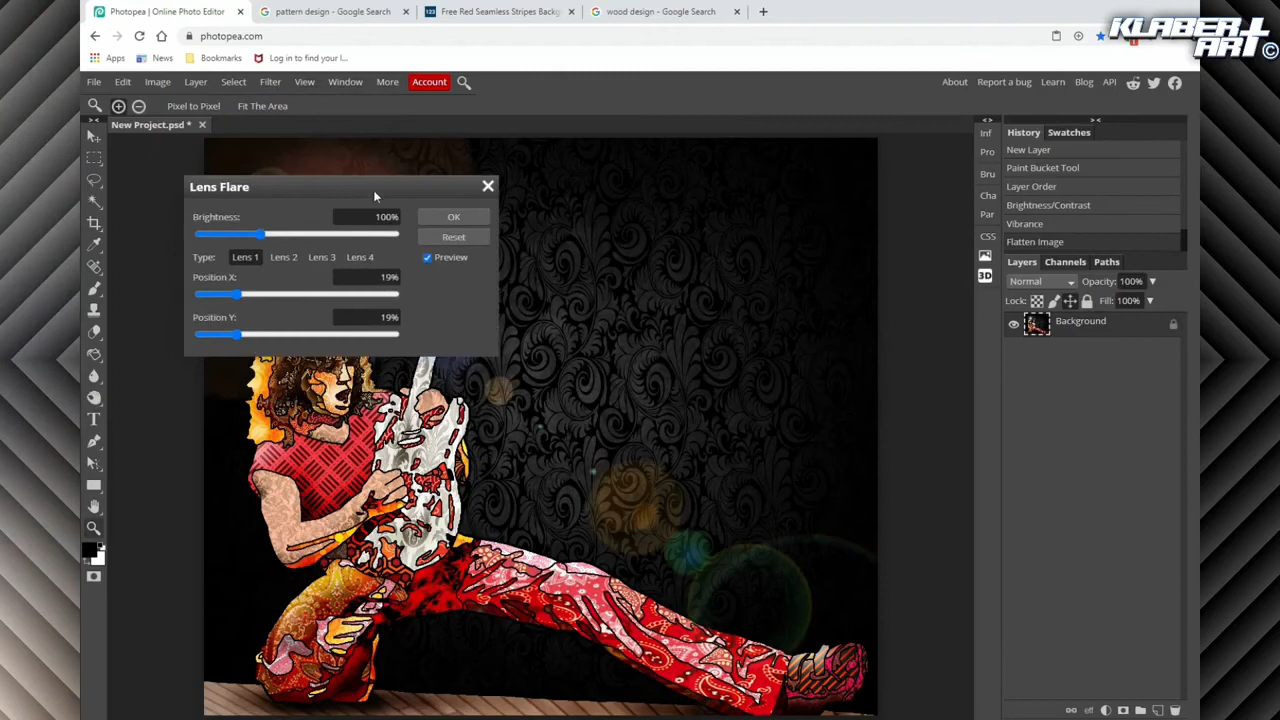 Photopea | Online Photo Editor
pattern design - Google Search
Free Red Seamless Stripes Backg
wood design - Google Search
KLABER+
ART ©
photopea.com
Apps
News
Bookmarks
Log in to find your l...
File Edit Image Layer Select Filter View Window More Account
About Report a bug Learn Blog API
Pixel to Pixel Fit The Area
New Project.psd *
Lens Flare
Brightness: 100% OK
Reset
Type: Lens 1 Lens 2 Lens 3 Lens 4 Preview
Position X: 19%
Position Y: 19%
Inf
Pro
Bru
Cha
Par
CSS
3D
History Swatches
New Layer
Paint Bucket Tool
Layer Order
Brightness/Contrast
Vibrance
Flatten Image
Layers Channels Paths
Normal Opacity: 100%
Lock: Fill: 100%
Background
eff